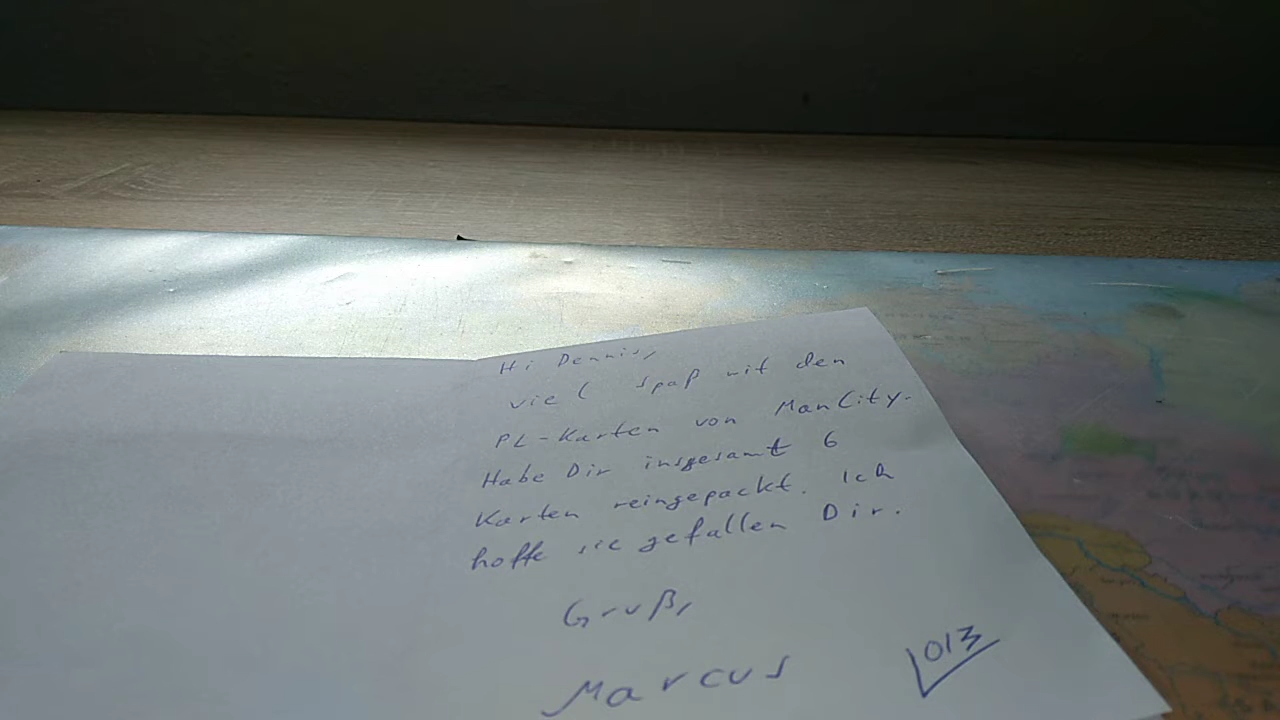 Hi Dennis,
viel Spaß mit den
PL-Karten von ManCity.
Habe Dir insgesamt 6
Karten reingepackt. Ich
hoffe sie gefallen Dir.
Gruß,
Marcus
013